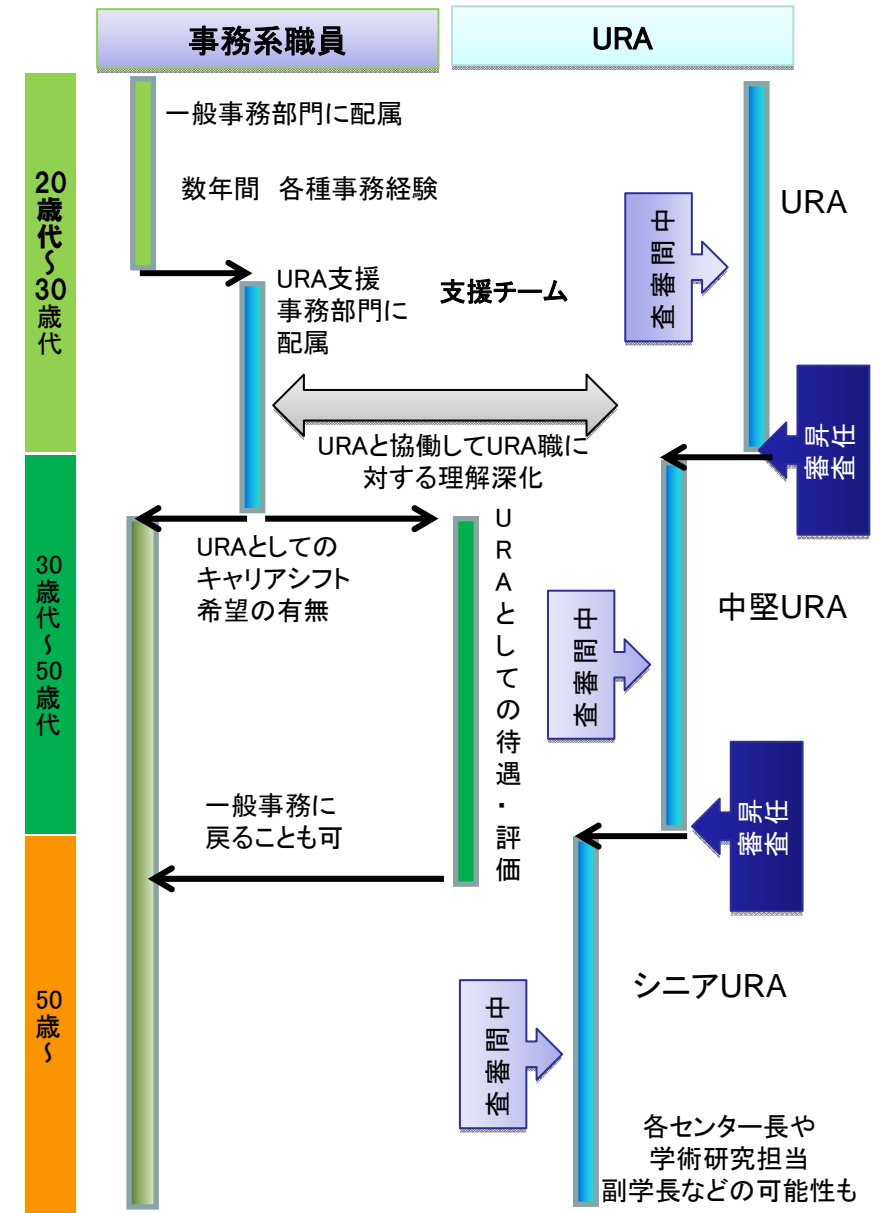 事務系職員
URA
20歳代～30歳代
一般事務部門に配属
数年間 各種事務経験
URA支援
事務部門に
配属
支援チーム
中間審査
URA
URAと協働してURA職に
対する理解深化
昇任
審査
30歳代～50歳代
URAとしての
キャリアシフト
希望の有無
URAとしての待遇・評価
中間審査
中堅URA
一般事務に
戻ることも可
昇任
審査
50歳～
中間審査
シニアURA
各センター長や
学術研究担当
副学長などの可能性も